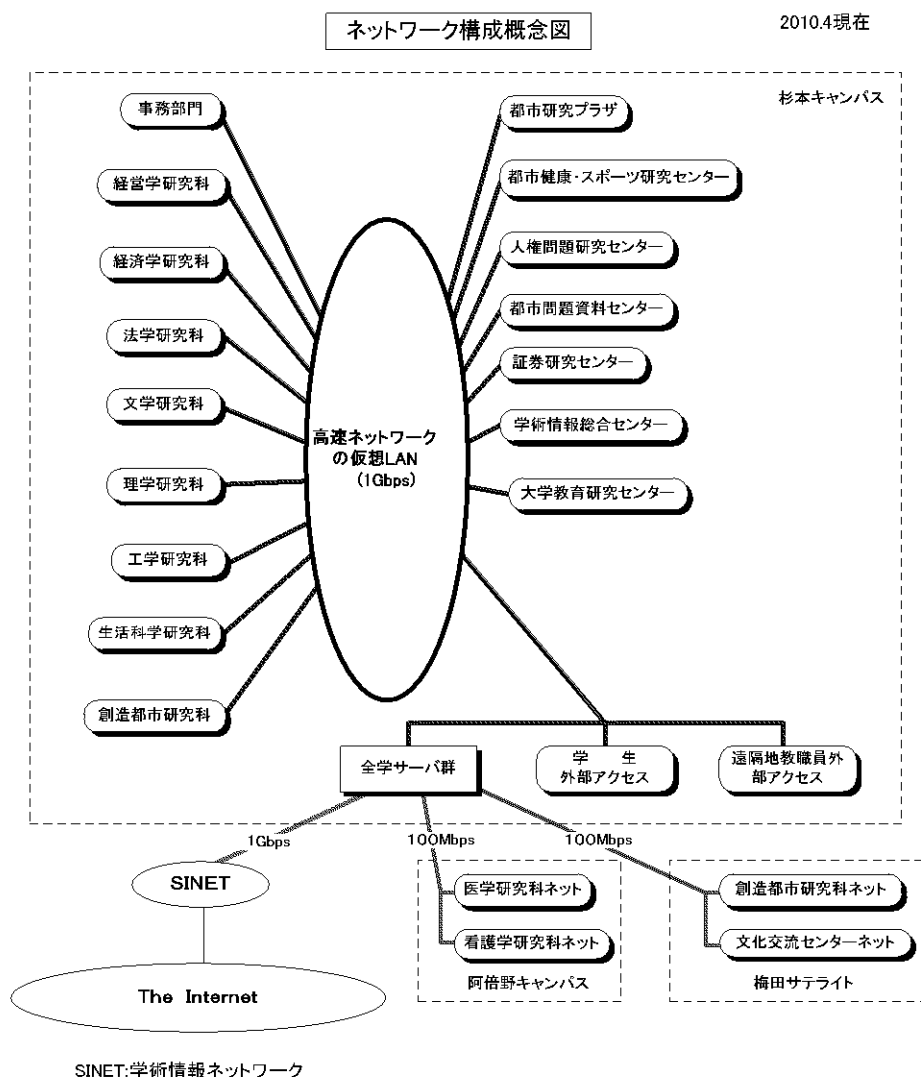 ネットワーク構成概念図
2010.4現在
杉本キャンパス
事務部門
経営学研究科
経済学研究科
法学研究科
文学研究科
理学研究科
工学研究科
生活科学研究科
創造都市研究科
高速ネットワーク
の仮想LAN
(1Gbps)
都市研究プラザ
都市健康・スポーツ研究センター
人権問題研究センター
都市問題資料センター
証券研究センター
学術情報総合センター
大学教育研究センター
全学サーバ群
学 生
外部アクセス
遠隔地教職員外
部アクセス
1Gbps
100Mbps
100Mbps
SINET
The Internet
医学研究科ネット
看護学研究科ネット
阿倍野キャンパス
創造都市研究科ネット
文化交流センターネット
梅田サテライト
SINET:学術情報ネットワーク